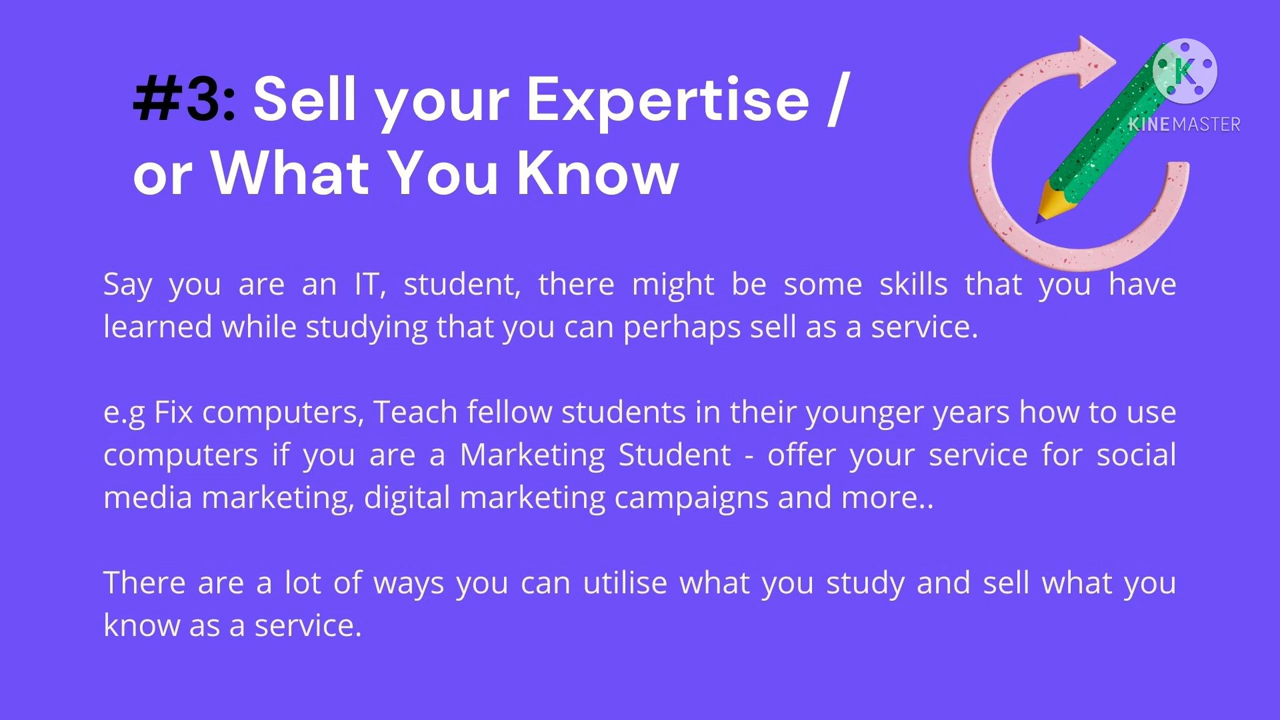 #3: Sell your Expertise /
or What You Know
K
KINEMASTER
Say you are an IT, student, there might be some skills that you have
learned while studying that you can perhaps sell as a service.
e.g Fix computers, Teach fellow students in their younger years how to use
computers if you are a Marketing Student - offer your service for social
media marketing, digital marketing campaigns and more..
There are a lot of ways you can utilise what you study and sell what you
know as a service.